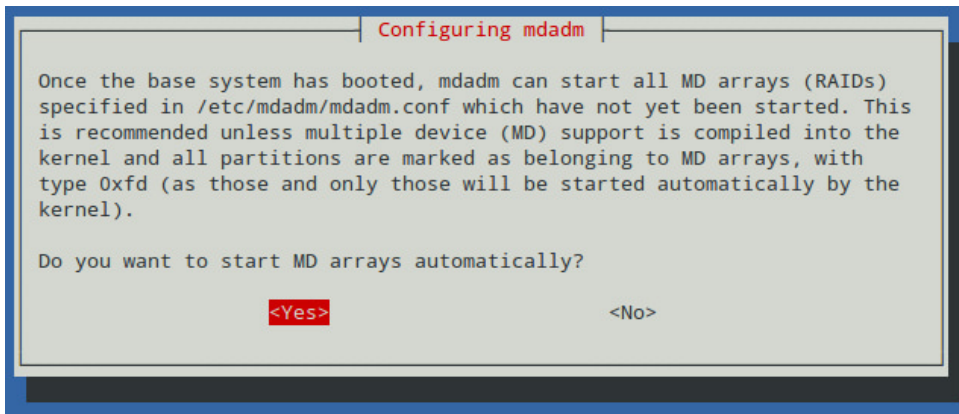 Configuring mdadm
Once the base system has booted, mdadm can start all MD arrays (RAIDs)
specified in /etc/mdadm/mdadm.conf which have not yet been started. This
is recommended unless multiple device (MD) support is compiled into the
kernel and all partitions are marked as belonging to MD arrays, with
type 0xfd (as those and only those will be started automatically by the
kernel).
Do you want to start MD arrays automatically?
<Yes> <No>